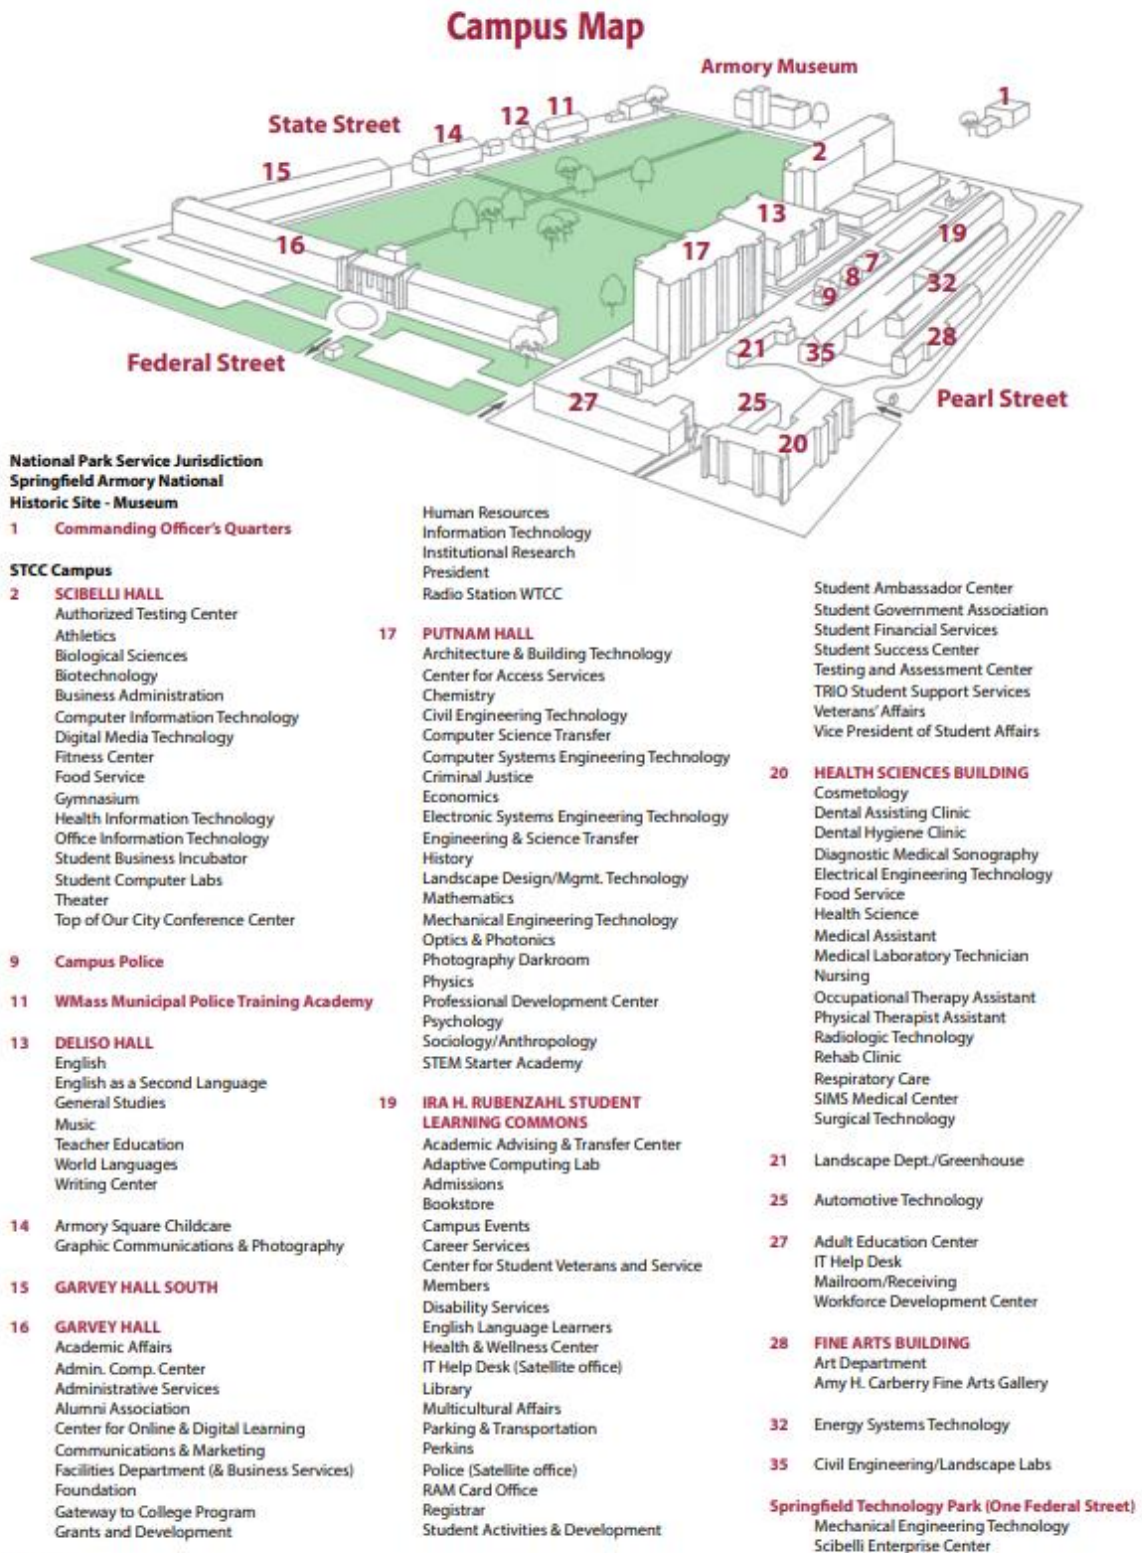 Campus Map
Armory Museum
1
State Street
12
11
14
2
15
13
16
17
19
7
8
32
9
21
35
28
Federal Street
27
25
Pearl Street
20
National Park Service Jurisdiction
Springfield Armory National
Historic Site - Museum
1 Commanding Officer's Quarters
STCC Campus
2 SCIBELLI HALL
Authorized Testing Center
Athletics
Biological Sciences
Biotechnology
Business Administration
Computer Information Technology
Digital Media Technology
Fitness Center
Food Service
Gymnasium
Health Information Technology
Office Information Technology
Student Business Incubator
Student Computer Labs
Theater
Top of Our City Conference Center
9 Campus Police
11 WMass Municipal Police Training Academy
13 DELISO HALL
English
English as a Second Language
General Studies
Music
Teacher Education
World Languages
Writing Center
14 Armory Square Childcare
Graphic Communications & Photography
15 GARVEY HALL SOUTH
16 GARVEY HALL
Academic Affairs
Admin. Comp. Center
Administrative Services
Alumni Association
Center for Online & Digital Learning
Communications & Marketing
Facilities Department (& Business Services)
Foundation
Gateway to College Program
Grants and Development
Human Resources
Information Technology
Institutional Research
President
Radio Station WTCC
17 PUTNAM HALL
Architecture & Building Technology
Center for Access Services
Chemistry
Civil Engineering Technology
Computer Science Transfer
Computer Systems Engineering Technology
Criminal Justice
Economics
Electronic Systems Engineering Technology
Engineering & Science Transfer
History
Landscape Design/Mgmt. Technology
Mathematics
Mechanical Engineering Technology
Optics & Photonics
Photography Darkroom
Physics
Professional Development Center
Psychology
Sociology/Anthropology
STEM Starter Academy
19 IRA H. RUBENZAHL STUDENT
LEARNING COMMONS
Academic Advising & Transfer Center
Adaptive Computing Lab
Admissions
Bookstore
Campus Events
Career Services
Center for Student Veterans and Service
Members
Disability Services
English Language Learners
Health & Wellness Center
IT Help Desk (Satellite office)
Library
Multicultural Affairs
Parking & Transportation
Perkins
Police (Satellite office)
RAM Card Office
Registrar
Student Activities & Development
Student Ambassador Center
Student Government Association
Student Financial Services
Student Success Center
Testing and Assessment Center
TRIO Student Support Services
Veterans' Affairs
Vice President of Student Affairs
20 HEALTH SCIENCES BUILDING
Cosmetology
Dental Assisting Clinic
Dental Hygiene Clinic
Diagnostic Medical Sonography
Electrical Engineering Technology
Food Service
Health Science
Medical Assistant
Medical Laboratory Technician
Nursing
Occupational Therapy Assistant
Physical Therapist Assistant
Radiologic Technology
Rehab Clinic
Respiratory Care
SIMS Medical Center
Surgical Technology
21 Landscape Dept./Greenhouse
25 Automotive Technology
27 Adult Education Center
IT Help Desk
Mailroom/Receiving
Workforce Development Center
28 FINE ARTS BUILDING
Art Department
Amy H. Carberry Fine Arts Gallery
32 Energy Systems Technology
35 Civil Engineering/Landscape Labs
Springfield Technology Park (One Federal Street)
Mechanical Engineering Technology
Scibelli Enterprise Center